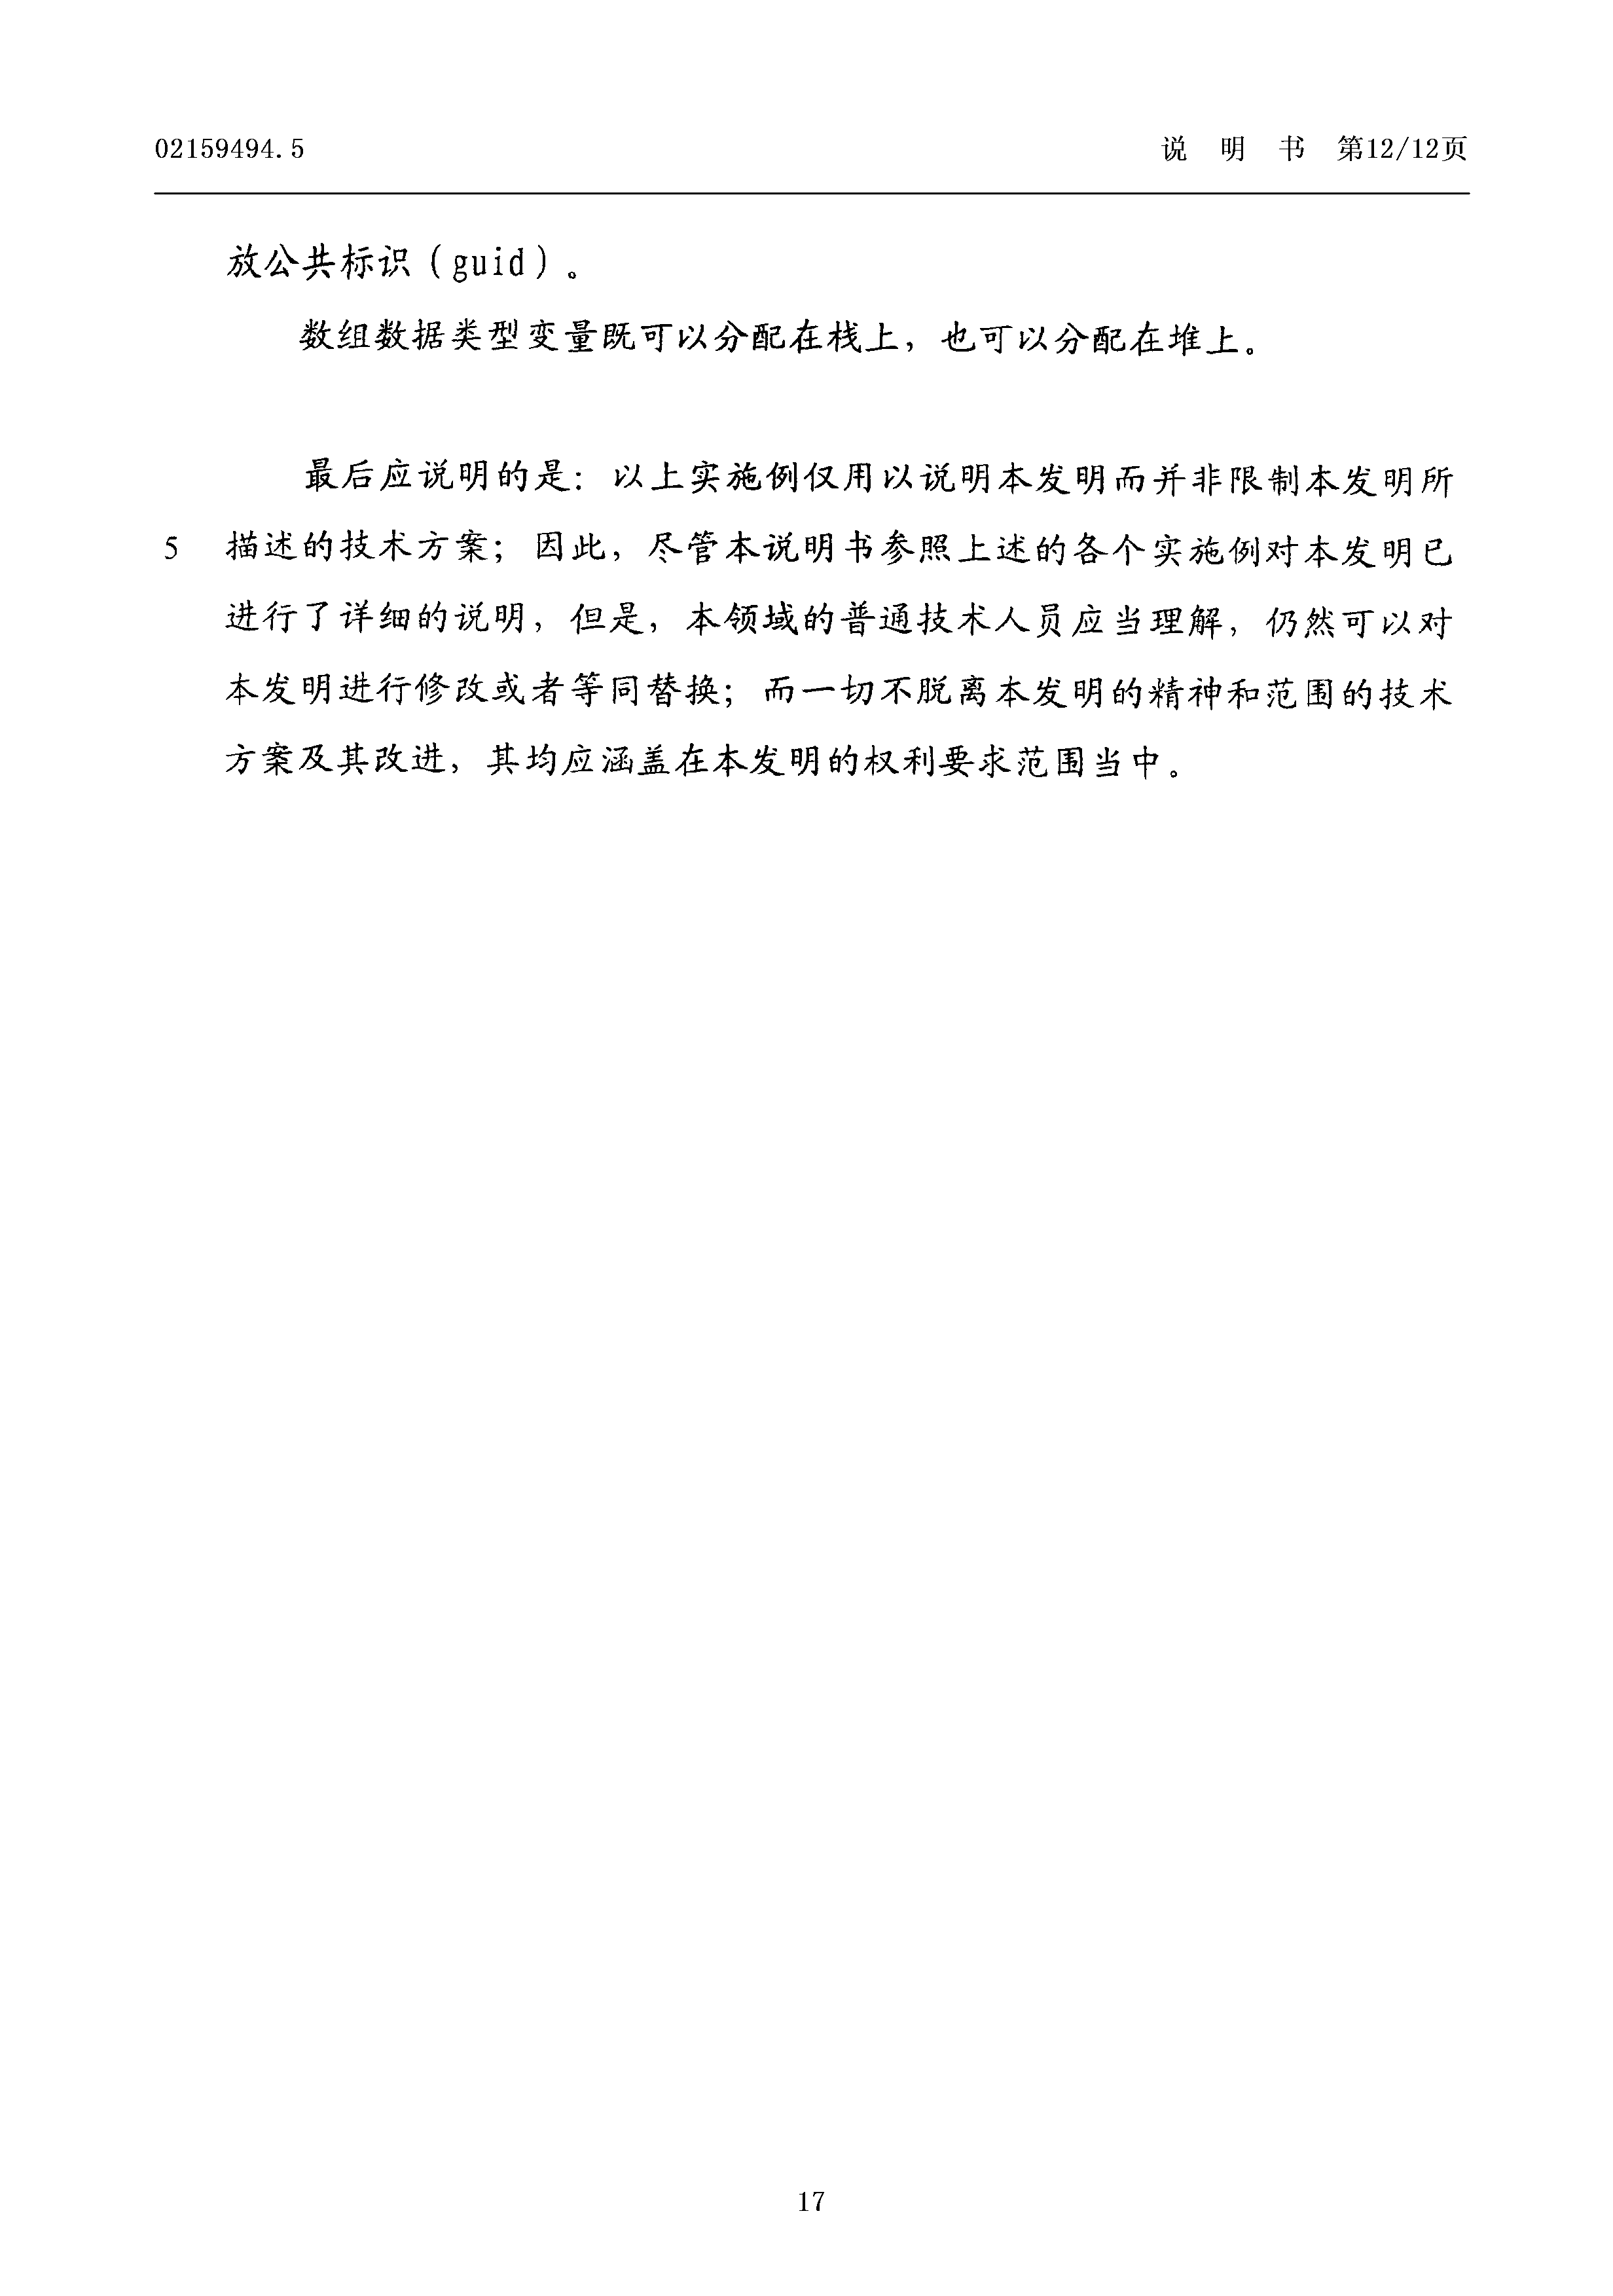 02159494.5 说 明 书 第12/12页
放公共标识（guid）。
数组数据类型变量既可以分配在栈上，也可以分配在堆上。
最后应说明的是：以上实施例仅用以说明本发明而并非限制本发明所
5 描述的技术方案；因此，尽管本说明书参照上述的各个实施例对本发明已
进行了详细的说明，但是，本领域的普通技术人员应当理解，仍然可以对
本发明进行修改或者等同替换；而一切不脱离本发明的精神和范围的技术
方案及其改进，其均应涵盖在本发明的权利要求范围当中。
17